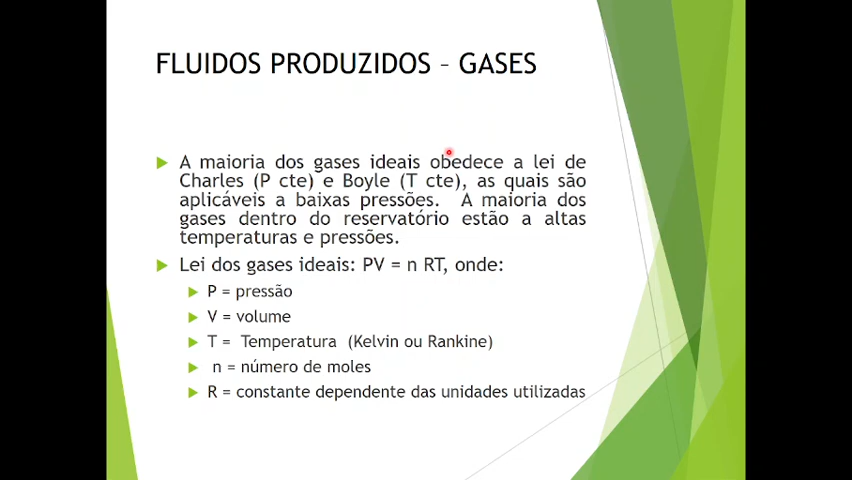 FLUIDOS PRODUZIDOS – GASES
A maioria dos gases ideais obedece a lei de
Charles (P cte) e Boyle (T cte), as quais são
aplicáveis a baixas pressões. A maioria dos
gases dentro do reservatório estão a altas
temperaturas e pressões.
Lei dos gases ideais: PV = n RT, onde:
P = pressão
V = volume
T = Temperatura (Kelvin ou Rankine)
n = número de moles
R = constante dependente das unidades utilizadas